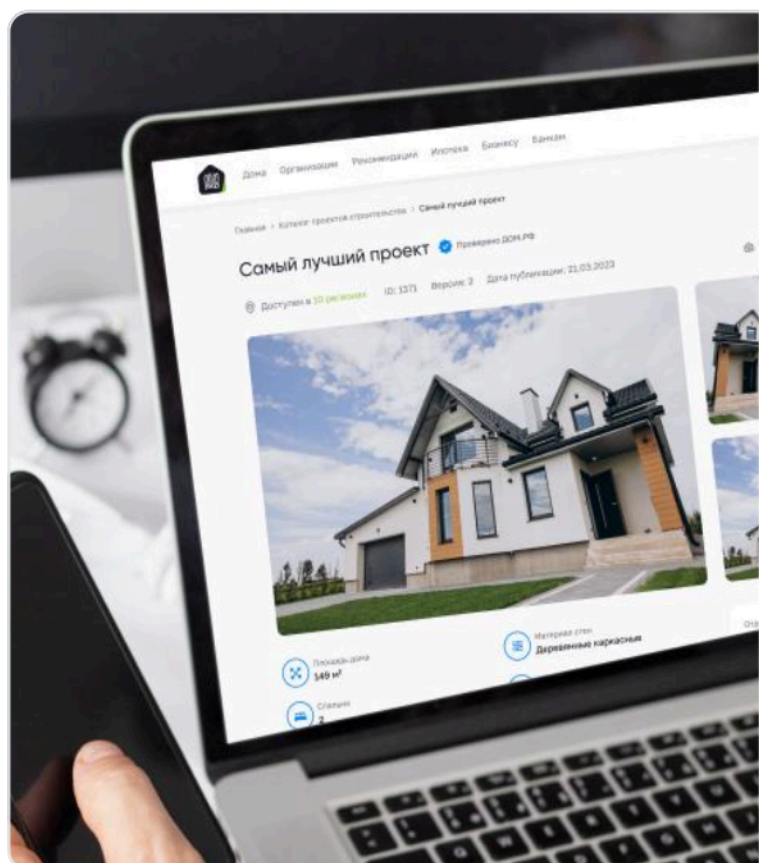 Дома Организации Рекомендации Ипотека Бизнесу Банкам
Главная > Каталог проектов строительства > Самый лучший проект
Самый лучший проект Проверено ДОМ.РФ
Доступен в 10 регионах ID: 1371 Версия: 2 Дата публикации: 21.03.2023
Площадь дома
149 м²
Материал стен
Деревянные каркасные
Спальни
2